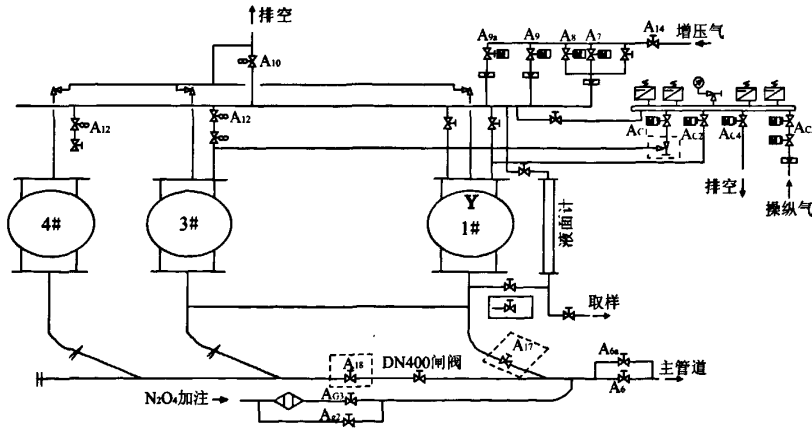 排空
A9a A9 A8 A7 A14 增压气
A10
A12 A12 AC1 AC2 AC4
排空 操纵气
4# 3# Y
1# 液面计
取样
A17
A18 DN400闸阀 A6a
主管道
A6
N2O4加注 AG3